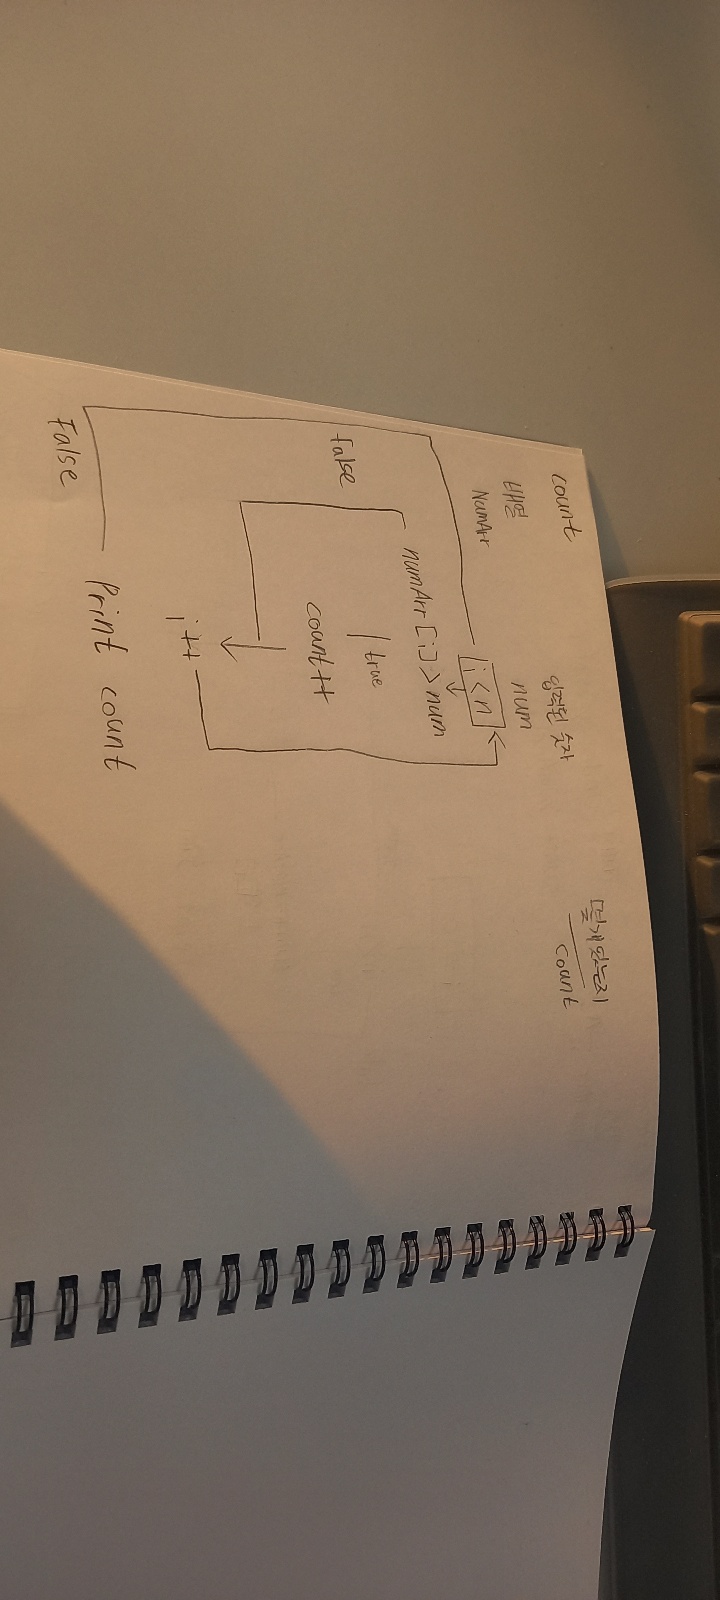 count
입력된 숫자
몇개 있는지
count
배열
NumArr
num
i < n
numArr [i] > num
false
true
count++
i++
False
Print count